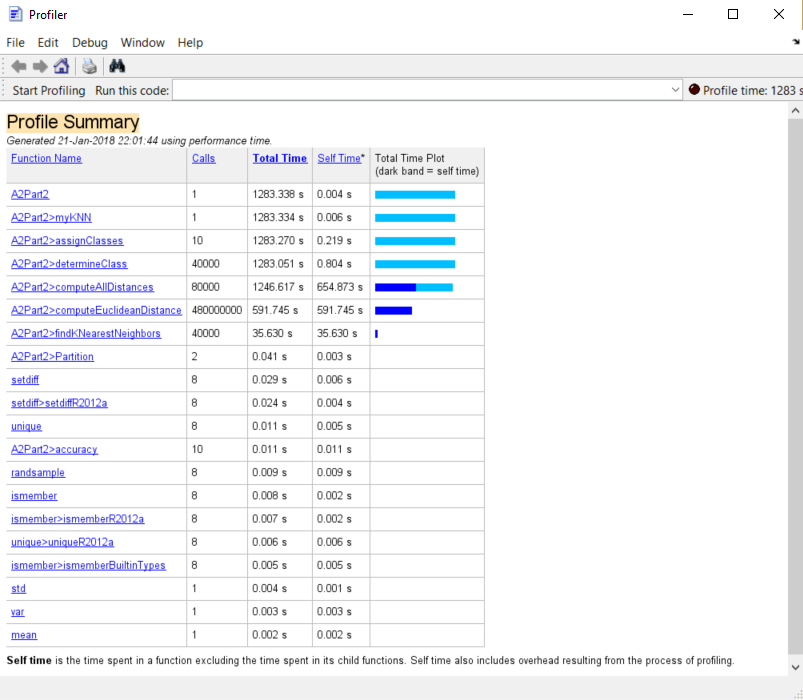 Profiler
File Edit Debug Window Help
Start Profiling Run this code: Profile time: 1283 s
Profile Summary
Generated 21-Jan-2018 22:01:44 using performance time.
Function Name Calls Total Time Self Time* Total Time Plot
(dark band = self time)
A2Part2 1 1283.338 s 0.004 s
A2Part2>myKNN 1 1283.334 s 0.006 s
A2Part2>assignClasses 10 1283.270 s 0.219 s
A2Part2>determineClass 40000 1283.051 s 0.804 s
A2Part2>computeAllDistances 80000 1246.617 s 654.873 s
A2Part2>computeEuclideanDistance 480000000 591.745 s 591.745 s
A2Part2>findKNearestNeighbors 40000 35.630 s 35.630 s
A2Part2>Partition 2 0.041 s 0.003 s
setdiff 8 0.029 s 0.006 s
setdiff>setdiffR2012a 8 0.024 s 0.004 s
unique 8 0.011 s 0.005 s
A2Part2>accuracy 10 0.011 s 0.011 s
randsample 8 0.009 s 0.009 s
ismember 8 0.008 s 0.002 s
ismember>ismemberR2012a 8 0.007 s 0.002 s
unique>uniqueR2012a 8 0.006 s 0.006 s
ismember>ismemberBuiltinTypes 8 0.005 s 0.005 s
std 1 0.004 s 0.001 s
var 1 0.003 s 0.003 s
mean 1 0.002 s 0.002 s
Self time is the time spent in a function excluding the time spent in its child functions. Self time also includes overhead resulting from the process of profiling.